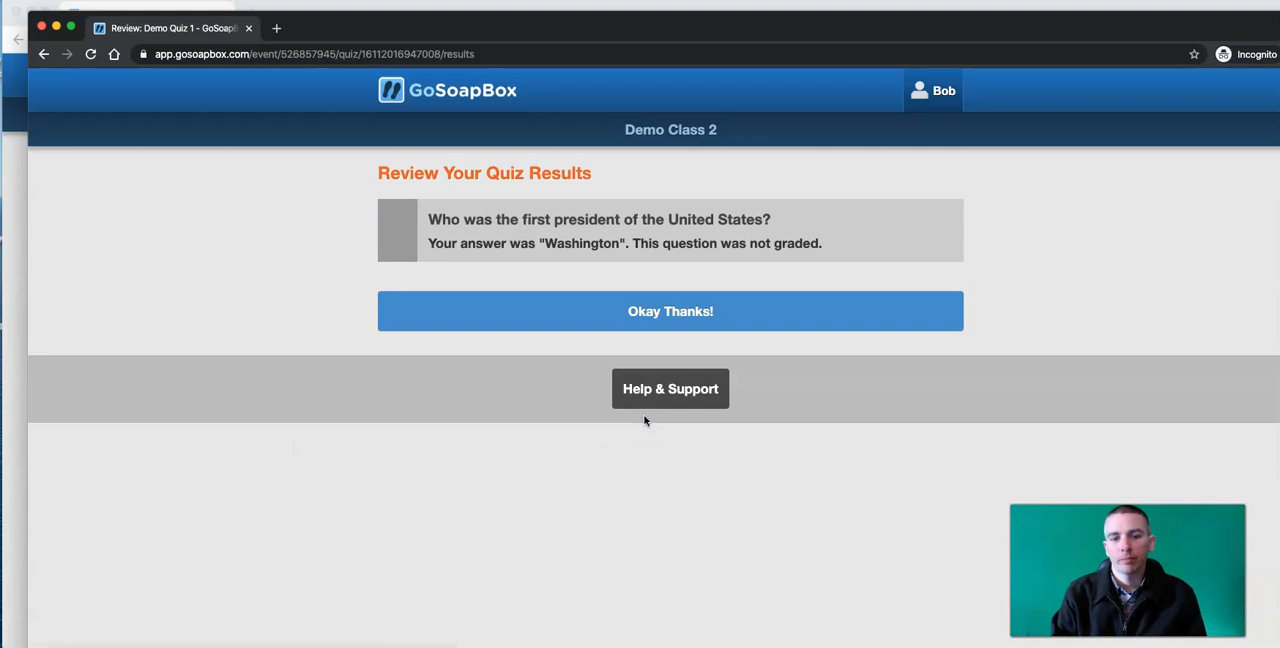 Review: Demo Quiz 1 - GoSoapB
app.gosoapbox.com/event/526857945/quiz/16112016947008/results
Incognito
GoSoapBox
Bob
Demo Class 2
Review Your Quiz Results
Who was the first president of the United States?
Your answer was "Washington". This question was not graded.
Okay Thanks!
Help & Support